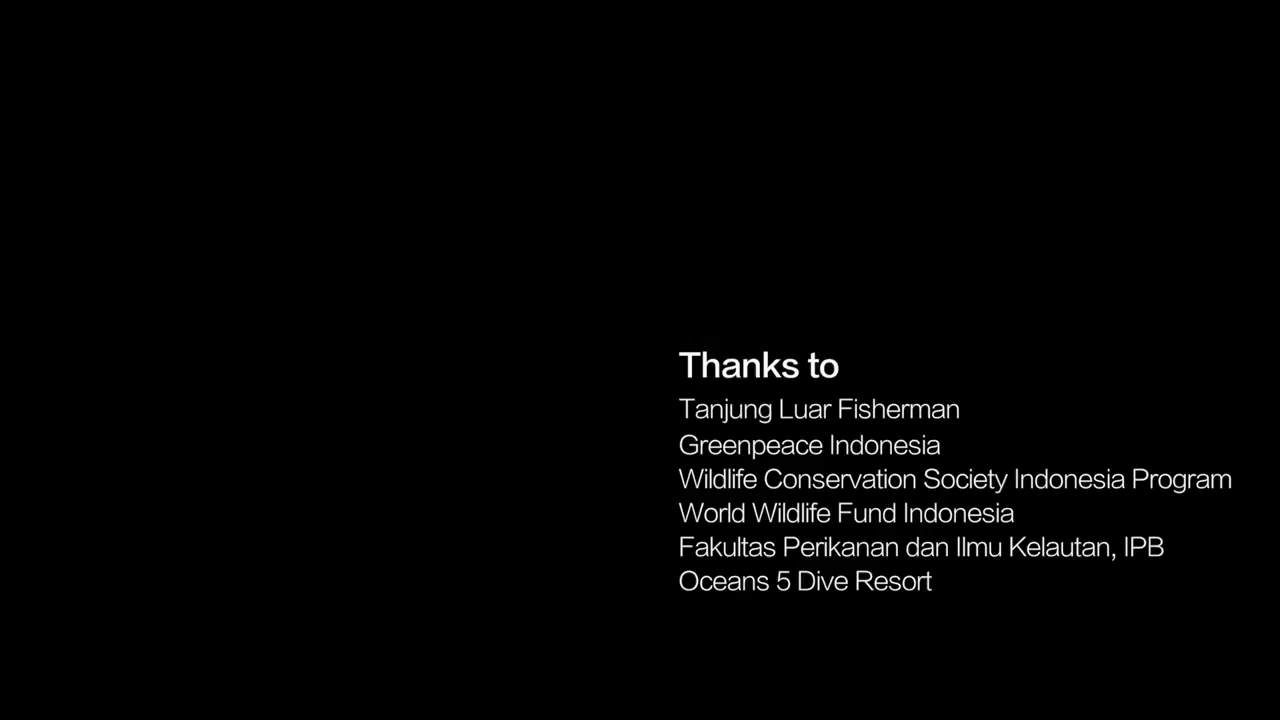 Thanks to
Tanjung Luar Fisherman
Greenpeace Indonesia
Wildlife Conservation Society Indonesia Program
World Wildlife Fund Indonesia
Fakultas Perikanan dan Ilmu Kelautan, IPB
Oceans 5 Dive Resort